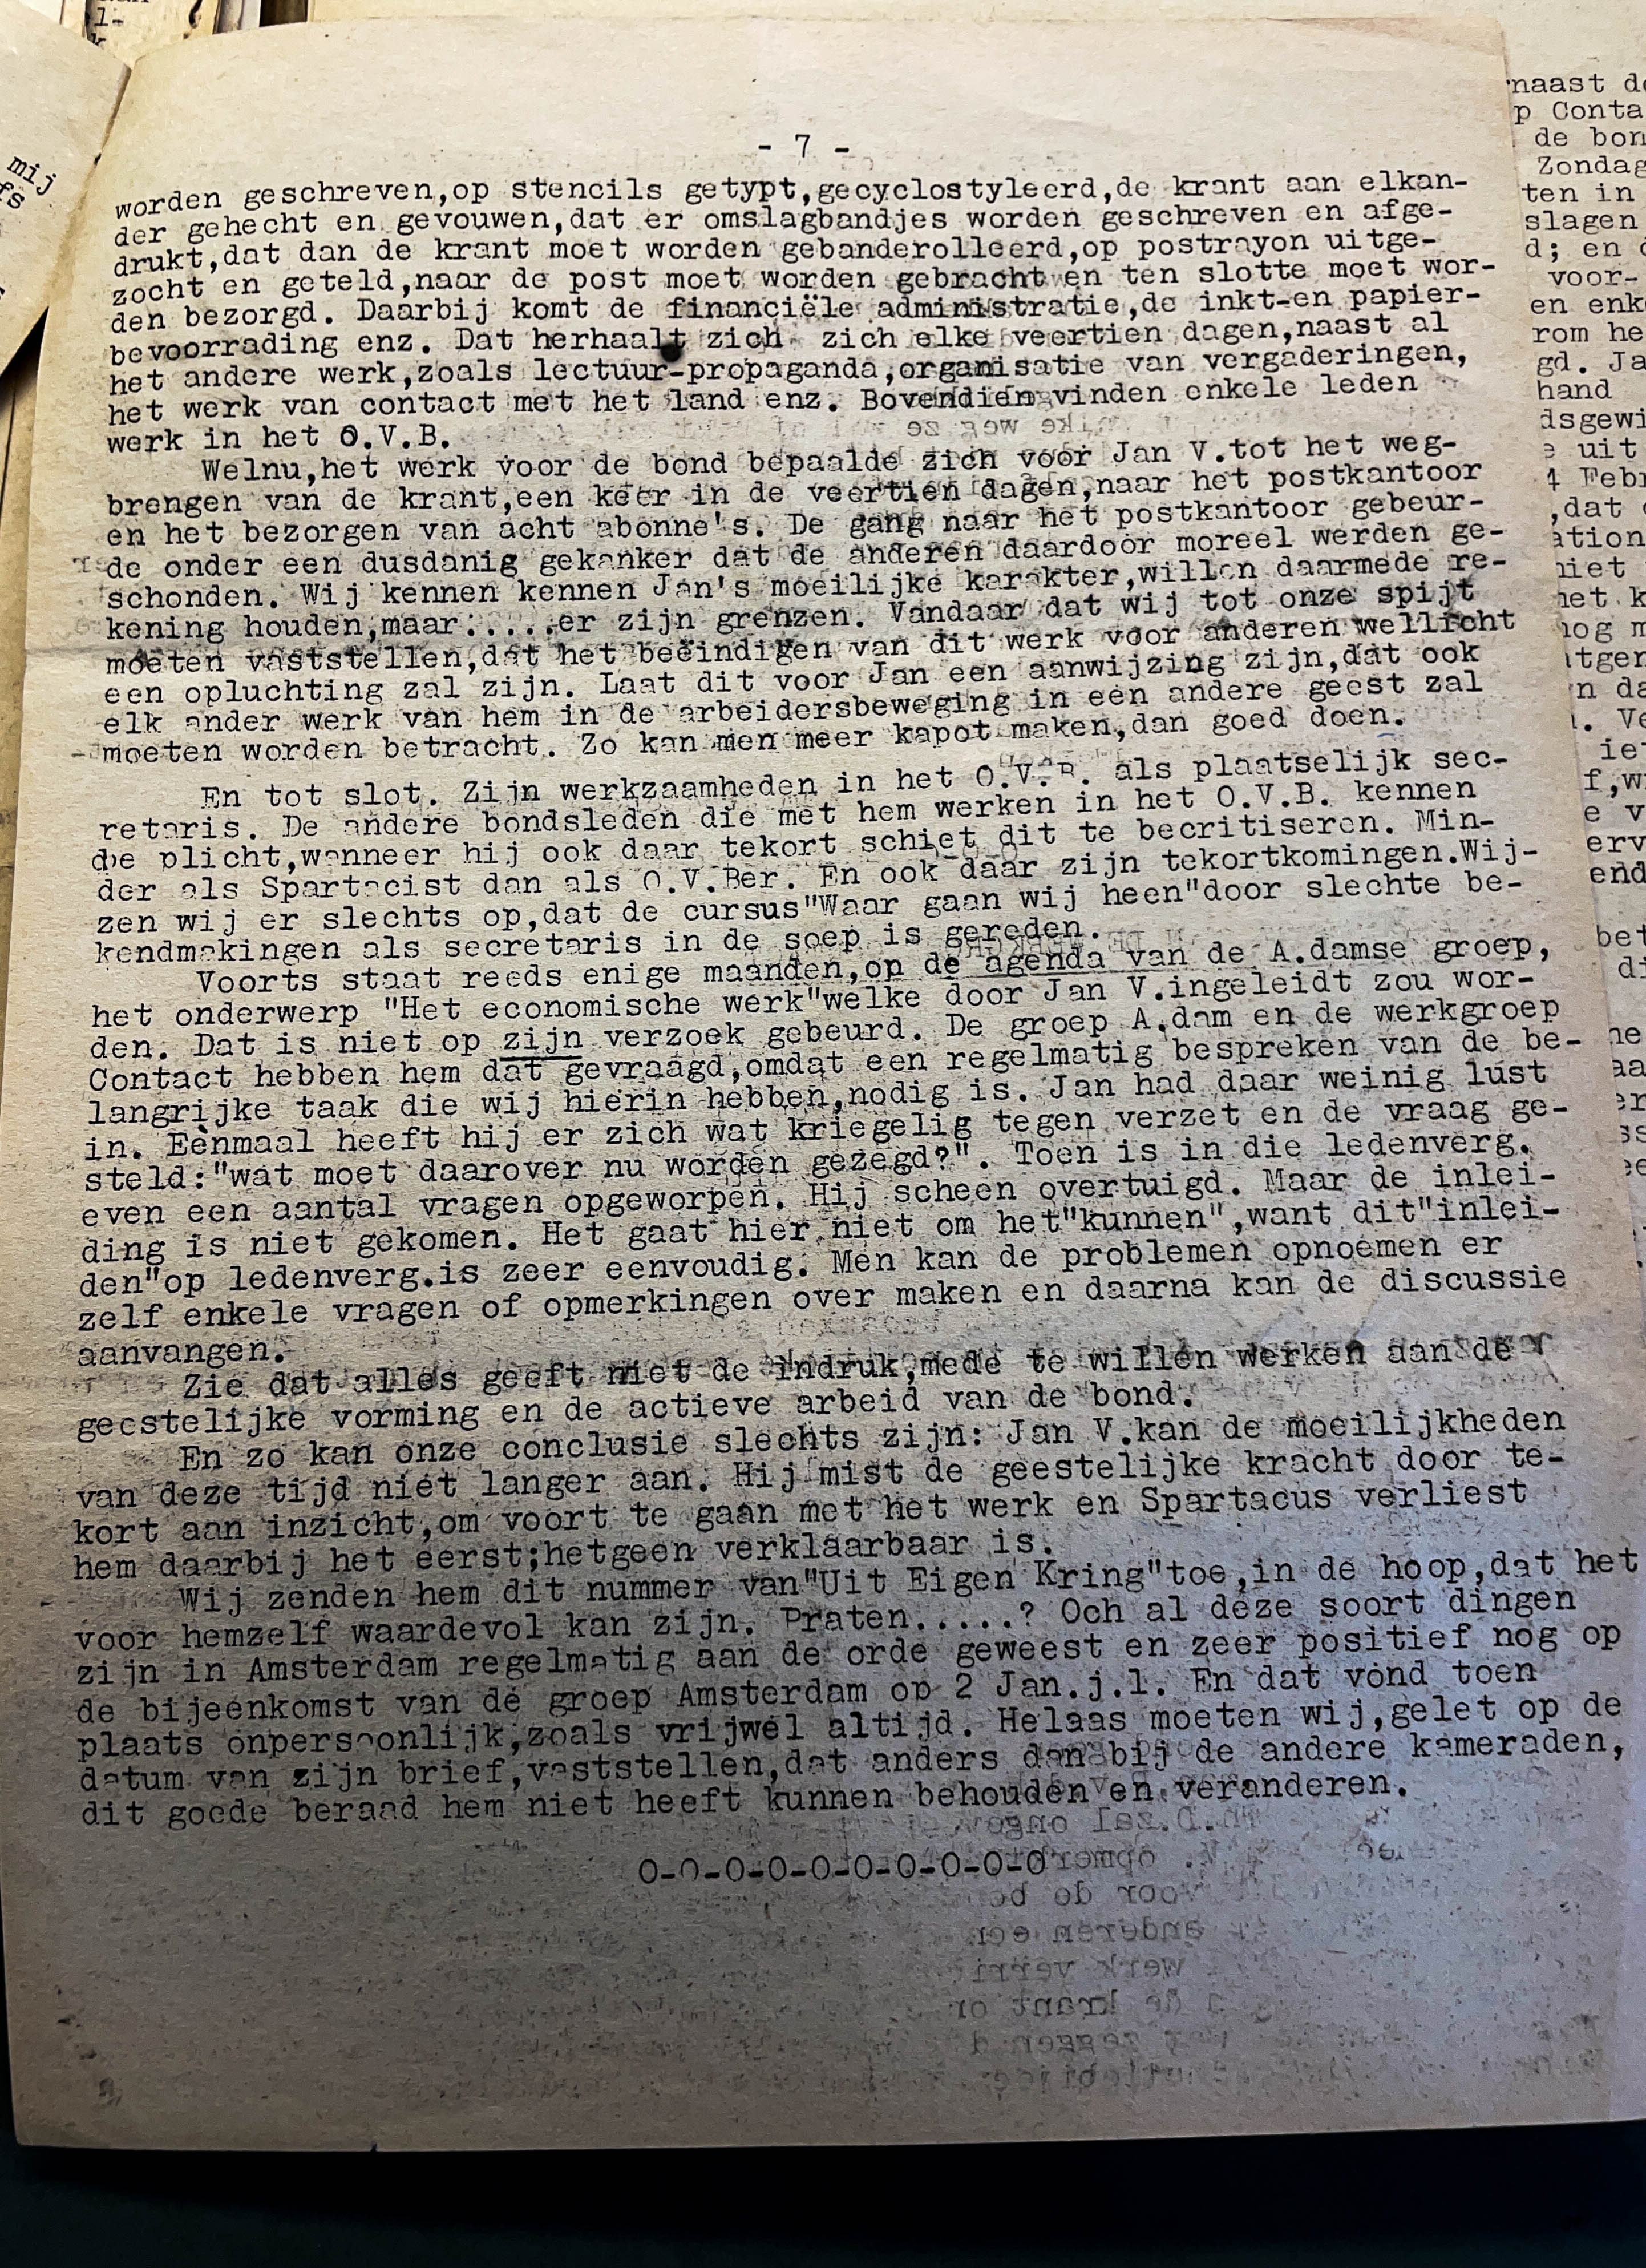 - 7 -
worden geschreven,op stencils getypt,gecyclostyleerd,de krant aan elkan-
der gehecht en gevouwen,dat er omslagbandjes worden geschreven en afge-
drukt,dat dan de krant moet worden gebanderolleerd,op postrayon uitge-
zocht en geteld,naar de post moet worden gebracht en ten slotte moet wor-
den bezorgd. Daarbij komt de financiële administratie,de inkt-en papier-
bevoorrading enz. Dat herhaalt zich zich elke veertien dagen,naast al
het andere werk,zoals lectuur-propaganda,organisatie van vergaderingen,
het werk van contact met het land enz. Bovendien vinden enkele leden
werk in het O.V.B.
Welnu,het werk voor de bond bepaalde zich voor Jan V.tot het weg-
brengen van de krant,een keer in de veertien dagen,naar het postkantoor
en het bezorgen van acht abonne's. De gang naar het postkantoor gebeur-
de onder een dusdanig gekanker dat de anderen daardoor moreel werden ge-
schonden. Wij kennen kennen Jan's moeilijke karakter,willen daarmede re-
kening houden,maar.....er zijn grenzen. Vandaar dat wij tot onze spijt
moeten vaststellen,dat het beëindigen van dit werk voor anderen wellicht
een opluchting zal zijn. Laat dit voor Jan een aanwijzing zijn,dat ook
elk ander werk van hem in de arbeidersbeweging in een andere geest zal
moeten worden betracht. Zo kan men meer kapot maken,dan goed doen.
En tot slot. Zijn werkzaamheden in het O.V.B. als plaatselijk sec-
retaris. De andere bondsleden die met hem werken in het O.V.B. kennen
de plicht,wanneer hij ook daar tekort schiet dit te becritiseren. Min-
der als Spartacist dan als O.V.Ber. En ook daar zijn tekortkomingen.Wij-
zen wij er slechts op,dat de cursus"Waar gaan wij heen"door slechte be-
kendmakingen als secretaris in de soep is gereden.
Voorts staat reeds enige maanden,op de agenda van de A.damse groep,
het onderwerp "Het economische werk"welke door Jan V.ingeleidt zou wor-
den. Dat is niet op zijn verzoek gebeurd. De groep A.dam en de werkgroep
Contact hebben hem dat gevraagd,omdat een regelmatig bespreken van de be-
langrijke taak die wij hierin hebben,nodig is. Jan had daar weinig lust
in. Eénmaal heeft hij er zich wat kriegelig tegen verzet en de vraag ge-
steld:"wat moet daarover nu worden gezegd?". Toen is in die ledenverg.
even een aantal vragen opgeworpen. Hij scheen overtuigd. Maar de inlei-
ding is niet gekomen. Het gaat hier niet om het"kunnen",want dit"inlei-
den"op ledenverg.is zeer eenvoudig. Men kan de problemen opnoemen er
zelf enkele vragen of opmerkingen over maken en daarna kan de discussie
aanvangen.
Zie dat alles geeft niet de indruk,mede te willen werken aan de
geestelijke vorming en de actieve arbeid van de bond.
En zo kan onze conclusie slechts zijn: Jan V.kan de moeilijkheden
van deze tijd niet langer aan. Hij mist de geestelijke kracht door te-
kort aan inzicht,om voort te gaan met het werk en Spartacus verliest
hem daarbij het eerst;hetgeen verklaarbaar is.
Wij zenden hem dit nummer van"Uit Eigen Kring"toe,in de hoop,dat het
voor hemzelf waardevol kan zijn. Praten.....? Och al deze soort dingen
zijn in Amsterdam regelmatig aan de orde geweest en zeer positief nog op
de bijeenkomst van de groep Amsterdam op 2 Jan.j.l. En dat vond toen
plaats onpersoonlijk,zoals vrijwel altijd. Helaas moeten wij,gelet op de
datum van zijn brief,vaststellen,dat anders dan bij de andere kameraden,
dit goede beraad hem niet heeft kunnen behouden en veranderen.
O-O-O-O-O-O-O-O-O-O